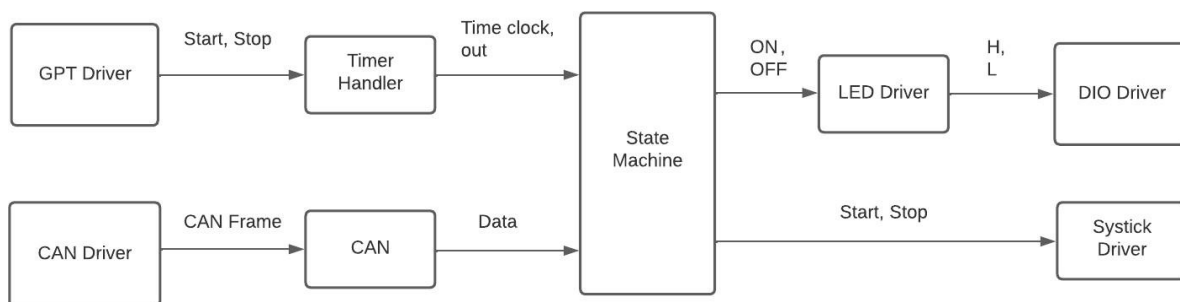 GPT Driver
Start, Stop
Timer
Handler
Time clock,
out
State
Machine
ON,
OFF
LED Driver
H,
L
DIO Driver
CAN Driver
CAN Frame
CAN
Data
Start, Stop
Systick
Driver